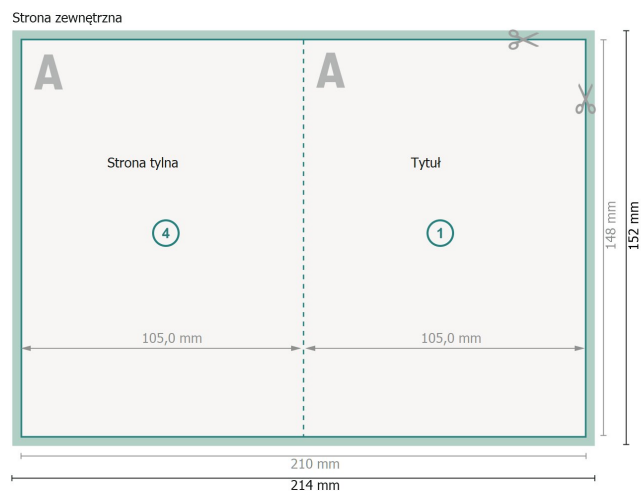 Strona zewnętrzna
A
A
Strona tylna
Tytuł
4
1
148 mm
152 mm
105,0 mm
105,0 mm
210 mm
214 mm